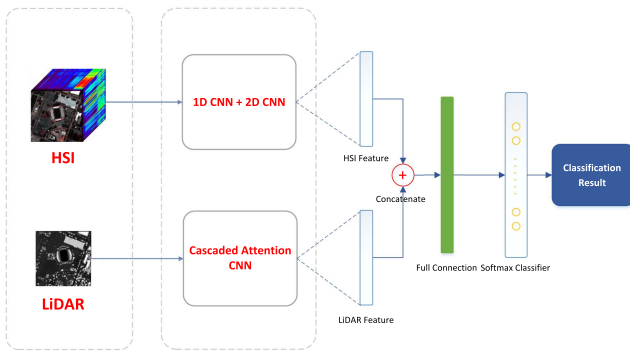 HSI
1D CNN + 2D CNN
HSI Feature
+
Concatenate
Classification
Result
Cascaded Attention
CNN
LiDAR
LiDAR Feature
Full Connection
Softmax Classifier